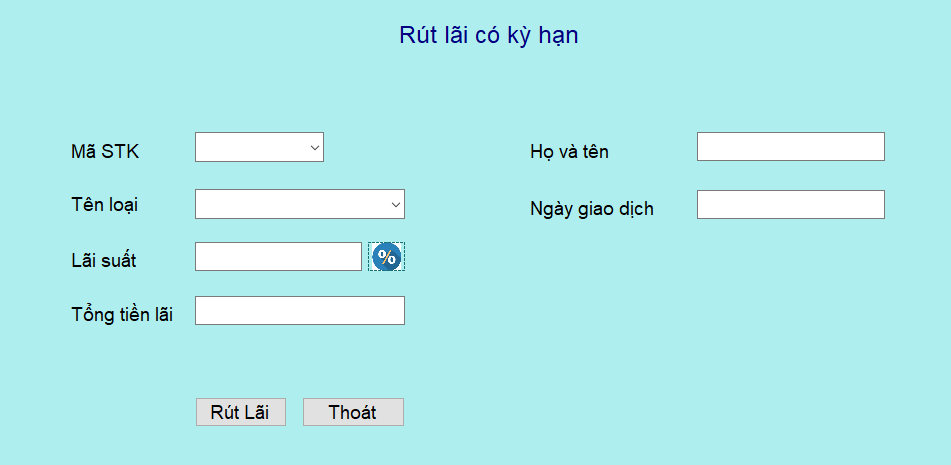 Rút lãi có kỳ hạn
Mã STK
Họ và tên
Tên loại
Ngày giao dịch
Lãi suất
%
Tổng tiền lãi
Rút Lãi
Thoát